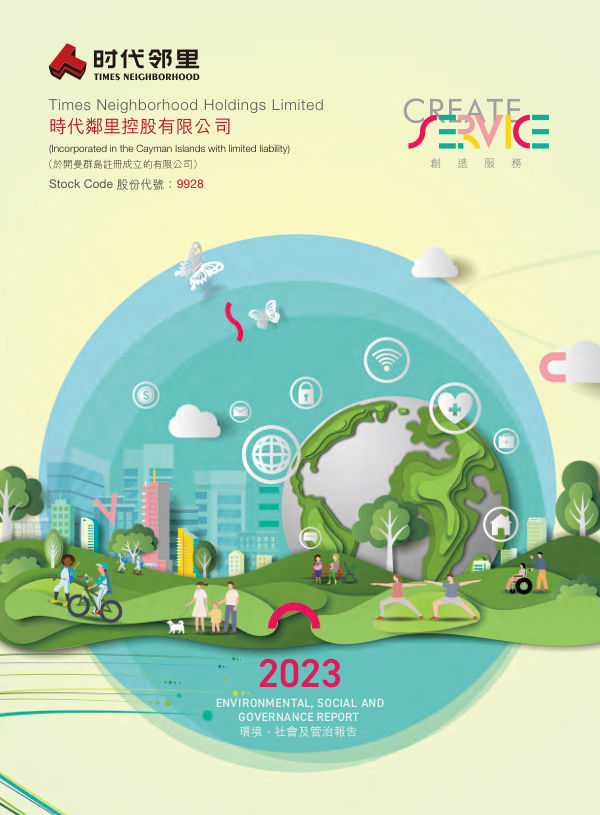 时代邻里
TIMES NEIGHBORHOOD
Times Neighborhood Holdings Limited
時代鄰里控股有限公司
(Incorporated in the Cayman Islands with limited liability)
（於開曼群島註冊成立的有限公司）
Stock Code 股份代號：9928
CREATE
SERVICE
創造服務
2023
ENVIRONMENTAL, SOCIAL AND
GOVERNANCE REPORT
環境、社會及管治報告